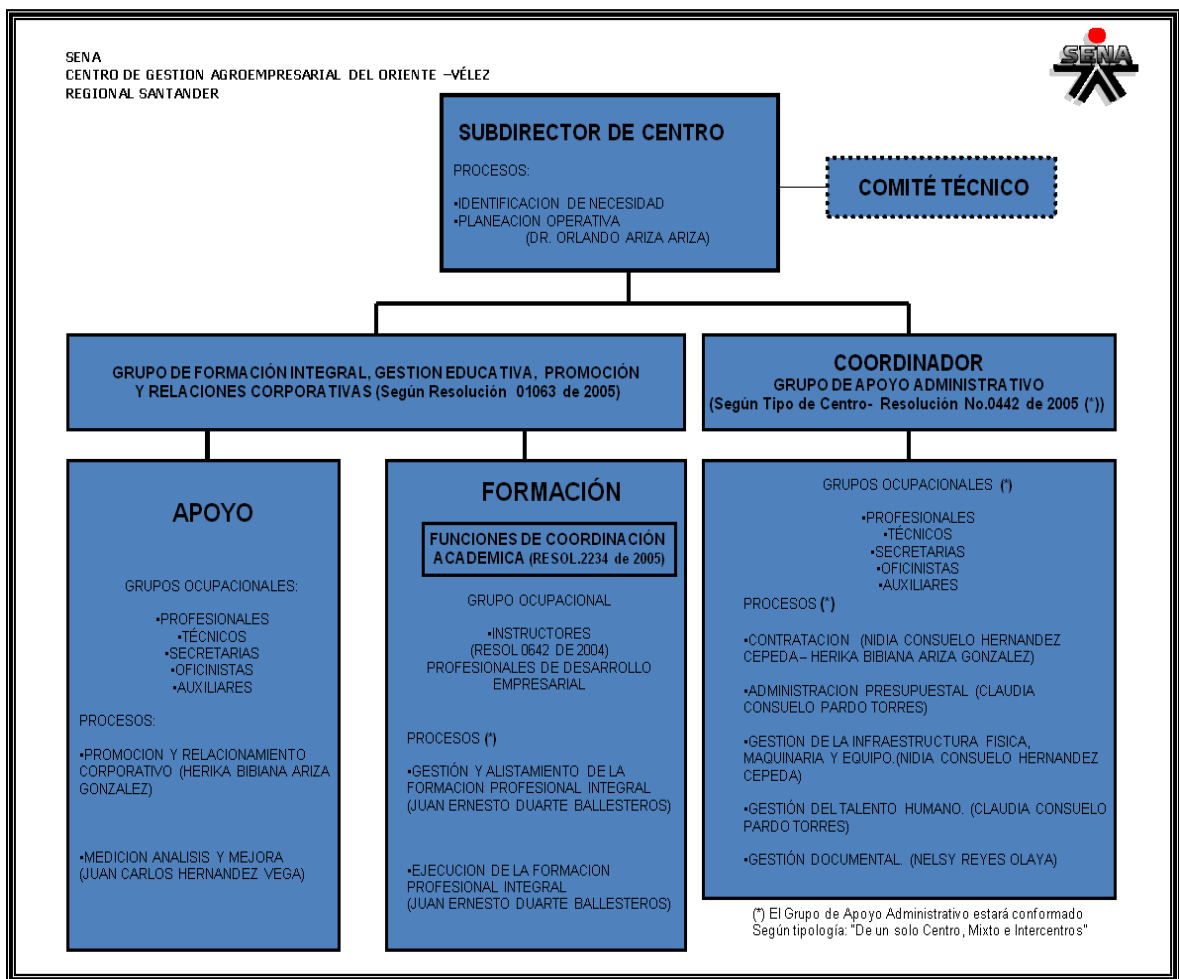 SENA
CENTRO DE GESTION AGROEMPRESARIAL DEL ORIENTE –VÉLEZ
REGIONAL SANTANDER
SENA
SUBDIRECTOR DE CENTRO
PROCESOS:
•IDENTIFICACION DE NECESIDAD
•PLANEACION OPERATIVA
(DR. ORLANDO ARIZA ARIZA)
COMITÉ TÉCNICO
GRUPO DE FORMACIÓN INTEGRAL, GESTION EDUCATIVA, PROMOCIÓN
Y RELACIONES CORPORATIVAS (Según Resolución 01063 de 2005)
COORDINADOR
GRUPO DE APOYO ADMINISTRATIVO
(Según Tipo de Centro- Resolución No.0442 de 2005 (*))
APOYO
GRUPOS OCUPACIONALES:
•PROFESIONALES
•TÉCNICOS
•SECRETARIAS
•OFICINISTAS
•AUXILIARES
PROCESOS:
•PROMOCION Y RELACIONAMIENTO
CORPORATIVO (HERIKA BIBIANA ARIZA
GONZALEZ)
•MEDICION ANALISIS Y MEJORA
(JUAN CARLOS HERNANDEZ VEGA)
FORMACIÓN
FUNCIONES DE COORDINACIÓN
ACADEMICA (RESOL.2234 de 2005)
GRUPO OCUPACIONAL
•INSTRUCTORES
(RESOL 0642 DE 2004)
PROFESIONALES DE DESARROLLO
EMPRESARIAL
PROCESOS (*)
•GESTIÓN Y ALISTAMIENTO DE LA
FORMACION PROFESIONAL INTEGRAL
(JUAN ERNESTO DUARTE BALLESTEROS)
•EJECUCION DE LA FORMACION
PROFESIONAL INTEGRAL
(JUAN ERNESTO DUARTE BALLESTEROS)
GRUPOS OCUPACIONALES (*)
•PROFESIONALES
•TÉCNICOS
•SECRETARIAS
•OFICINISTAS
•AUXILIARES
PROCESOS (*)
•CONTRATACION (NIDIA CONSUELO HERNANDEZ
CEPEDA– HERIKA BIBIANA ARIZA GONZALEZ)
•ADMINISTRACION PRESUPUESTAL (CLAUDIA
CONSUELO PARDO TORRES)
•GESTION DE LA INFRAESTRUCTURA FISICA,
MAQUINARIA Y EQUIPO.(NIDIA CONSUELO HERNANDEZ
CEPEDA)
•GESTIÓN DEL TALENTO HUMANO. (CLAUDIA CONSUELO
PARDO TORRES)
•GESTIÓN DOCUMENTAL. (NELSY REYES OLAYA)
(*) El Grupo de Apoyo Administrativo estará conformado
Según tipología: "De un solo Centro, Mixto e Intercentros"